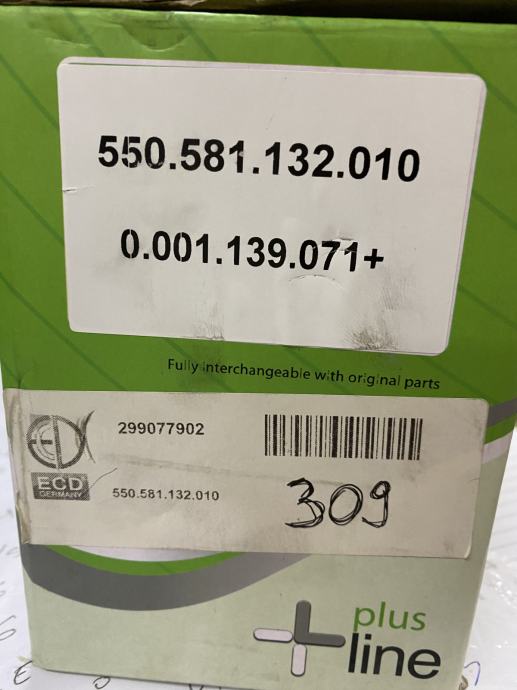 550.581.132.010
0.001.139.071+
Fully interchangeable with original parts
299077902
ECD
GERMANY
550.581.132.010
309
plus
line